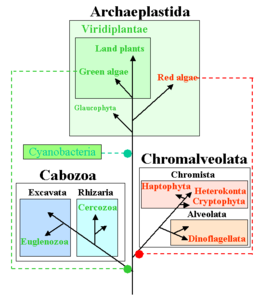 Archaeplastida
Viridiplantae
Land plants
Green algae
Red algae
Glaucophyta
Cyanobacteria
Cabozoa
Chromalveolata
Excavata
Rhizaria
Cercozoa
Euglenozoa
Chromista
Haptophyta
Heterokonta
Cryptophyta
Alveolata
Dinoflagellata